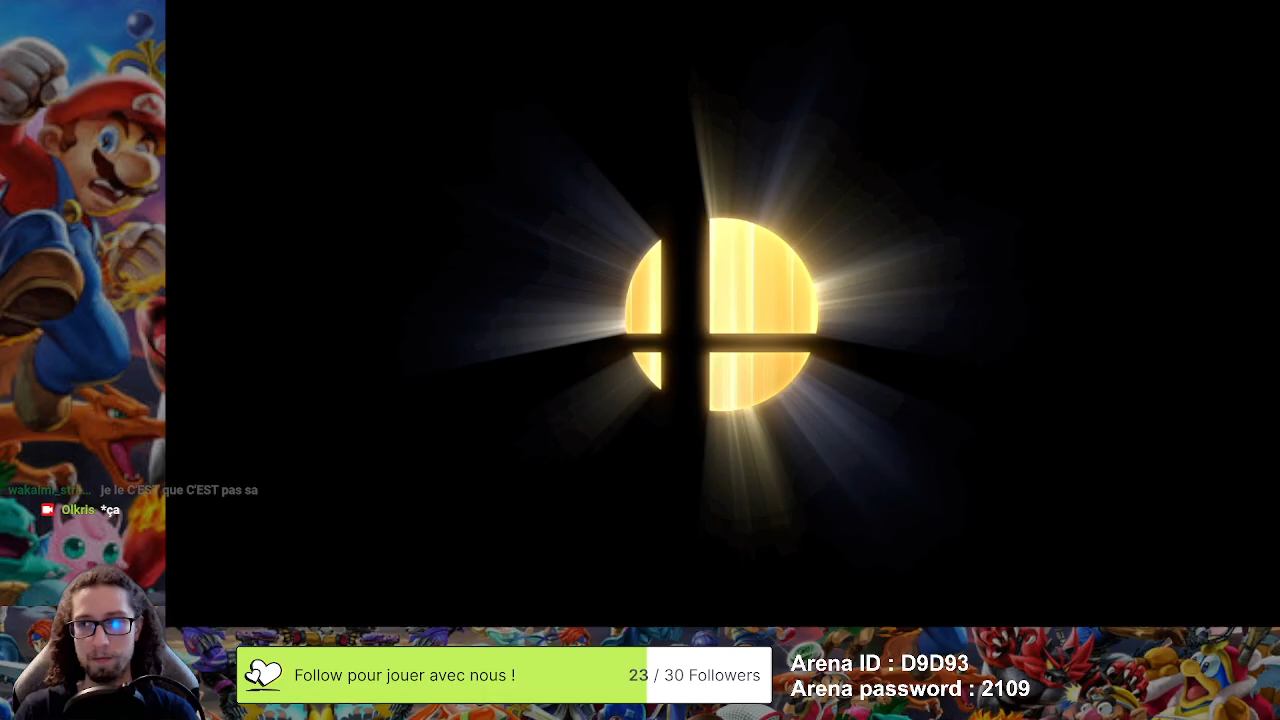 wakaimi_stre... je le C'EST que C'EST pas sa
Olkris *ça
Follow pour jouer avec nous !
23 / 30 Followers
Arena ID : D9D93
Arena password : 2109